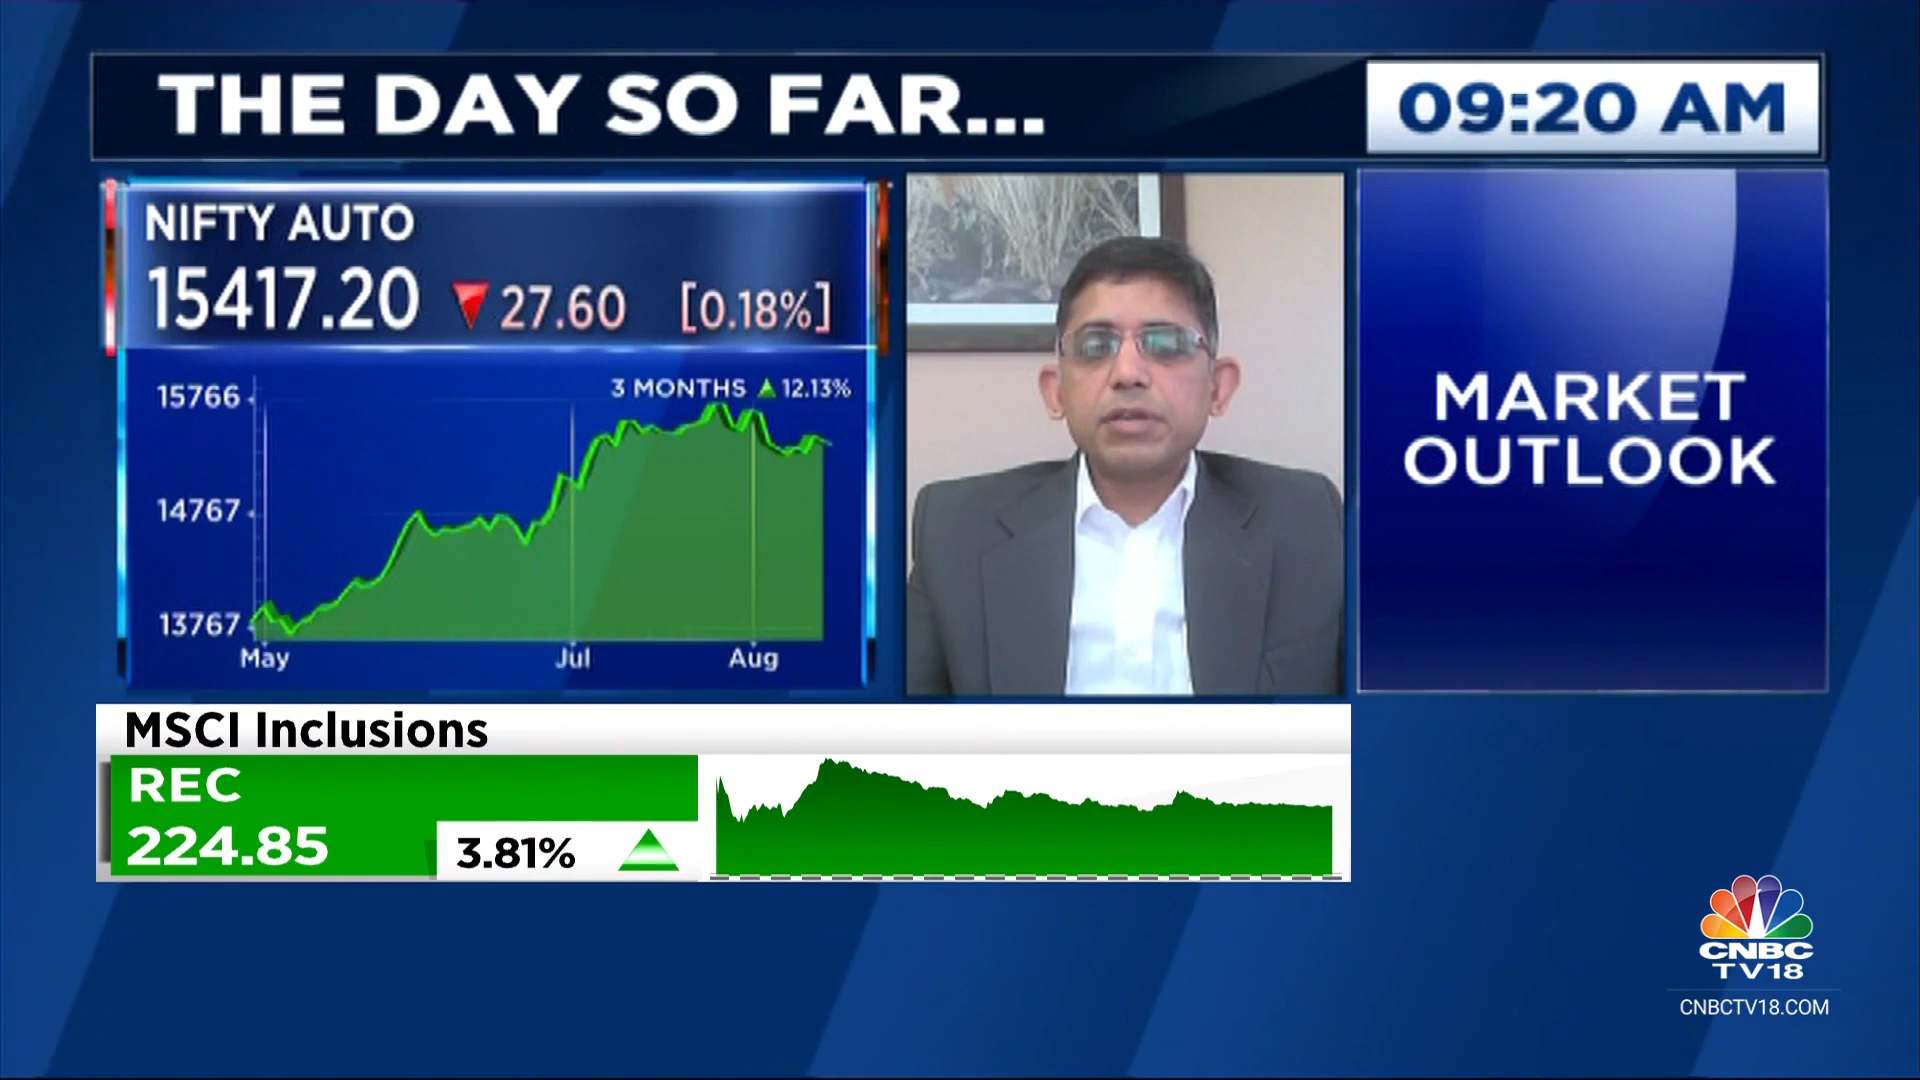 THE DAY SO FAR...
09:20 AM
NIFTY AUTO
15417.20 ▼ 27.60 [0.18%]
3 MONTHS ▲ 12.13%
15766
14767
13767
May Jul Aug
MARKET
OUTLOOK
MSCI Inclusions
REC
224.85
3.81%
CNBC
TV18
CNBCTV18.COM